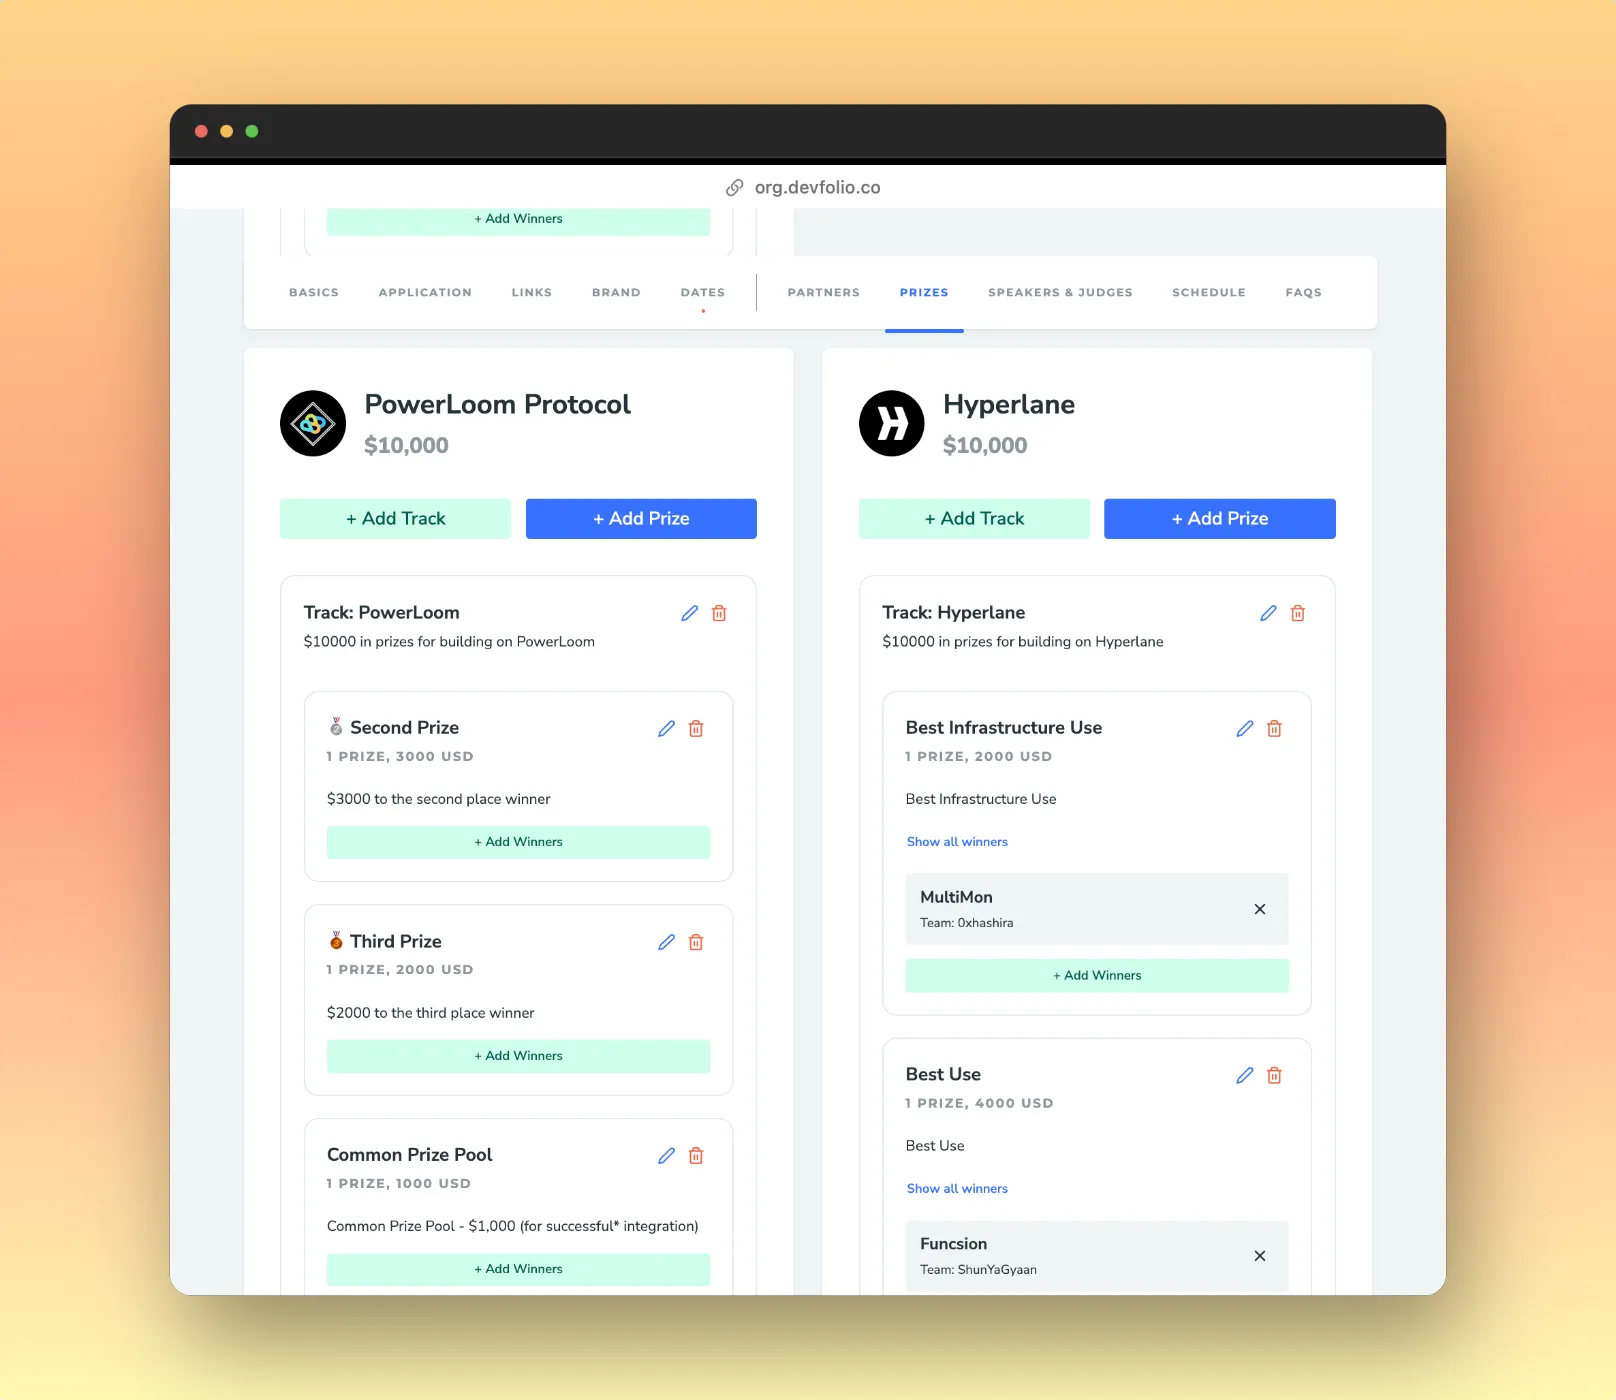 org.devfolio.co
+ Add Winners
BASICS APPLICATION LINKS BRAND DATES PARTNERS PRIZES SPEAKERS & JUDGES SCHEDULE FAQS
PowerLoom Protocol
$10,000
+ Add Track + Add Prize
Track: PowerLoom
$10000 in prizes for building on PowerLoom
🥈 Second Prize
1 PRIZE, 3000 USD
$3000 to the second place winner
+ Add Winners
🥉 Third Prize
1 PRIZE, 2000 USD
$2000 to the third place winner
+ Add Winners
Common Prize Pool
1 PRIZE, 1000 USD
Common Prize Pool - $1,000 (for successful* integration)
+ Add Winners
Hyperlane
$10,000
+ Add Track + Add Prize
Track: Hyperlane
$10000 in prizes for building on Hyperlane
Best Infrastructure Use
1 PRIZE, 2000 USD
Best Infrastructure Use
Show all winners
MultiMon
Team: 0xhashira
+ Add Winners
Best Use
1 PRIZE, 4000 USD
Best Use
Show all winners
Funcsion
Team: ShunYaGyaan